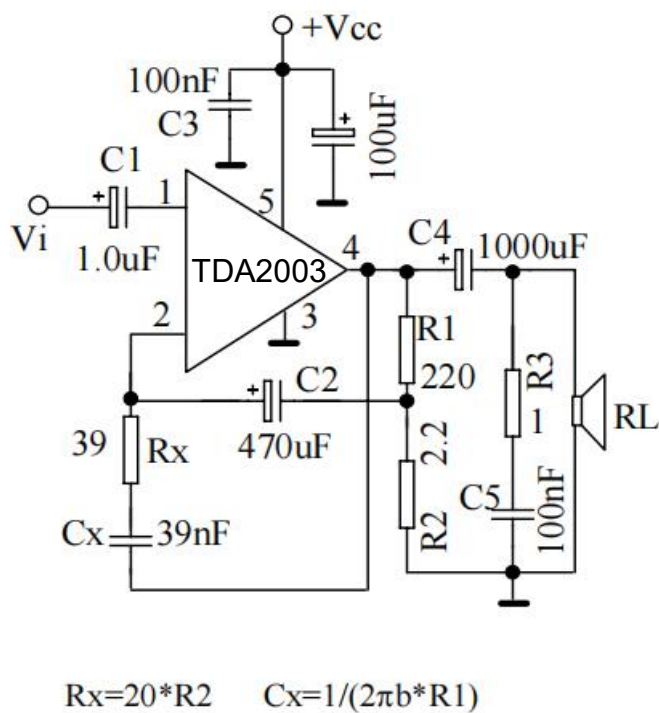 +Vcc
100nF
C3
100uF
+
C1
+
1
5
Vi
1.0uF
TDA2003
4
C4
+
1000uF
2
3
R1
220
R3
1
RL
C2
+
470uF
39
Rx
2.2
R2
C5
100nF
Cx
39nF
Rx=20*R2 Cx=1/(2πb*R1)